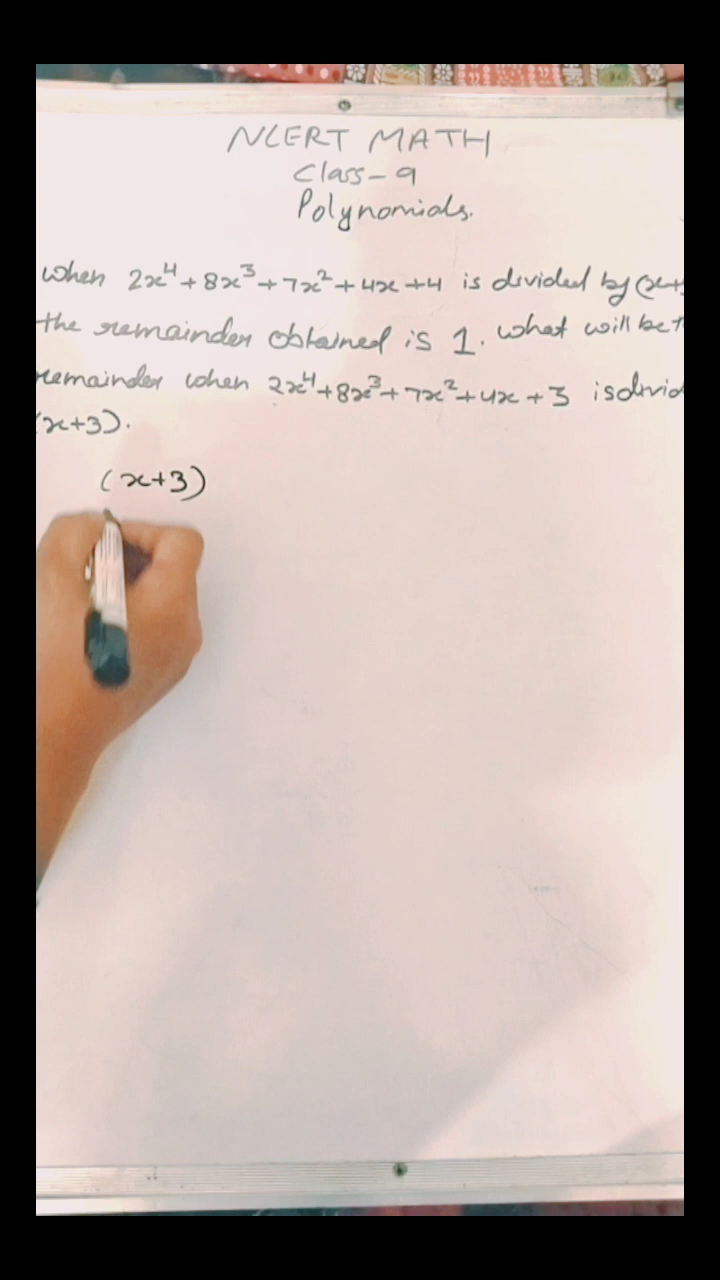 NCERT MATH
Class-9
Polynomials.
when 2x⁴+8x³+7x²+4x+4 is divided by (x+
the remainder obtained is 1. what will be
remainder when 2x⁴+8x³+7x²+4x+3 is
(x+3).
(x+3)